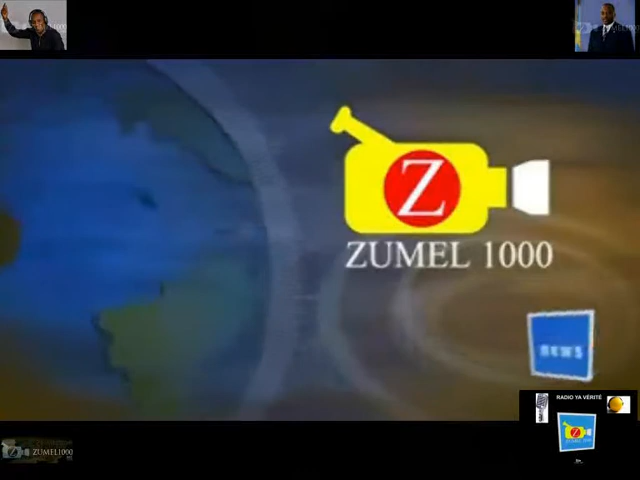 Z
ZUMEL 1000
NEWS
RADIO YA VÉRITÉ
Z
ZUMEL1000